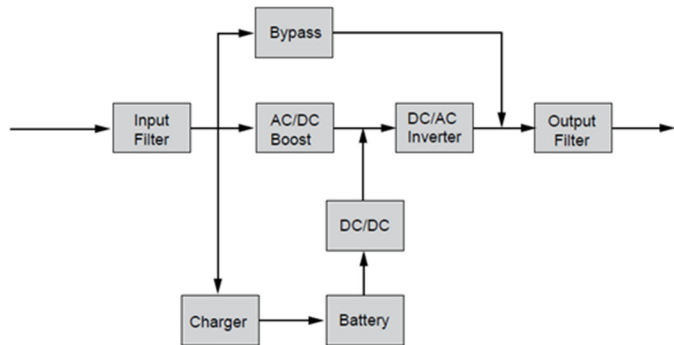 Bypass
Input
Filter
AC/DC
Boost
DC/AC
Inverter
Output
Filter
DC/DC
Charger
Battery